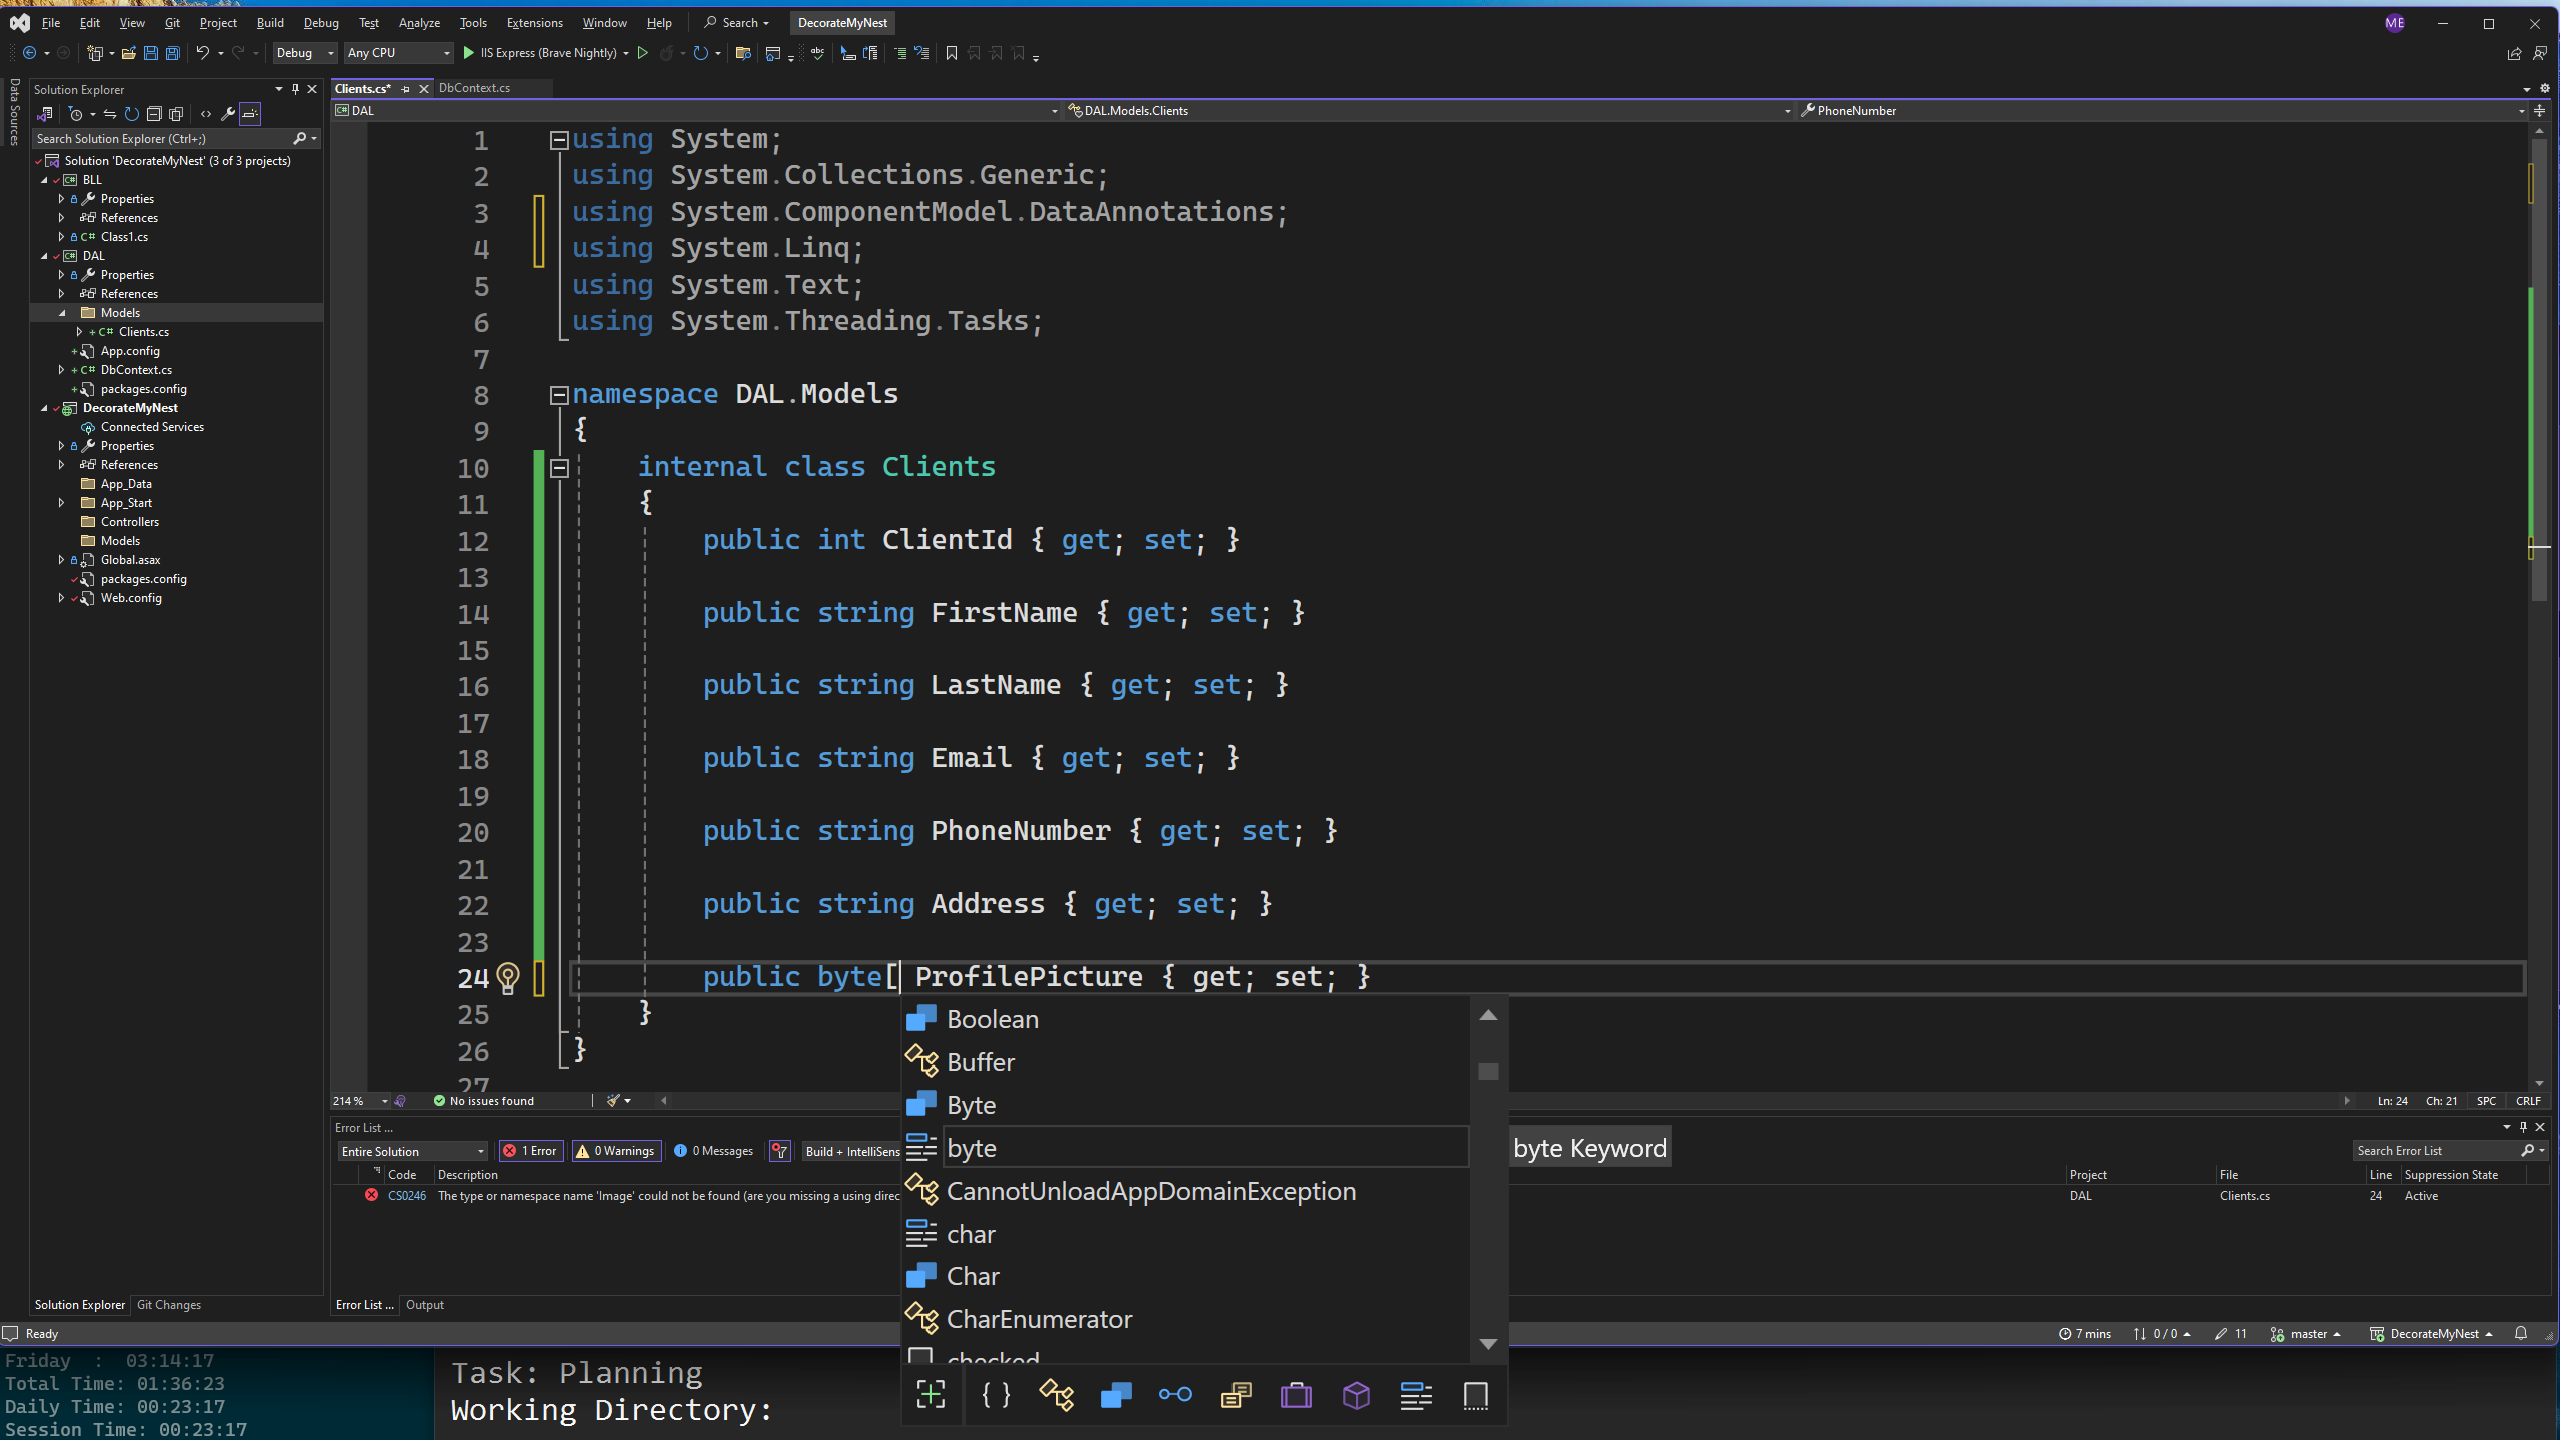 File Edit View Git Project Build Debug Test Analyze Tools Extensions Window Help Search DecorateMyNest ME
Debug Any CPU IIS Express (Brave Nightly)
Data Sources
Solution Explorer
Search Solution Explorer (Ctrl+;)
Solution 'DecorateMyNest' (3 of 3 projects)
BLL
Properties
References
C# Class1.cs
DAL
Properties
References
Models
C# Clients.cs
App.config
C# DbContext.cs
packages.config
DecorateMyNest
Connected Services
Properties
References
App_Data
App_Start
Controllers
Models
Global.asax
packages.config
Web.config
Solution Explorer Git Changes
Clients.cs* DbContext.cs
DAL DAL.Models.Clients PhoneNumber
1 using System;
2 using System.Collections.Generic;
3 using System.ComponentModel.DataAnnotations;
4 using System.Linq;
5 using System.Text;
6 using System.Threading.Tasks;
7
8 namespace DAL.Models
9 {
10 internal class Clients
11 {
12 public int ClientId { get; set; }
13
14 public string FirstName { get; set; }
15
16 public string LastName { get; set; }
17
18 public string Email { get; set; }
19
20 public string PhoneNumber { get; set; }
21
22 public string Address { get; set; }
23
24 public byte[ ProfilePicture { get; set; }
25 }
26 }
27
Boolean
Buffer
Byte
byte
byte Keyword
CannotUnloadAppDomainException
char
Char
CharEnumerator
checked
214 % No issues found Ln: 24 Ch: 21 SPC CRLF
Error List ...
Entire Solution 1 Error 0 Warnings 0 Messages Build + IntelliSens Search Error List
Code Description Project File Line Suppression State
CS0246 The type or namespace name 'Image' could not be found (are you missing a using direc DAL Clients.cs 24 Active
Error List ... Output
Ready 7 mins 0 / 0 11 master DecorateMyNest
Friday : 03:14:17
Total Time: 01:36:23
Daily Time: 00:23:17
Session Time: 00:23:17
Task: Planning
Working Directory: